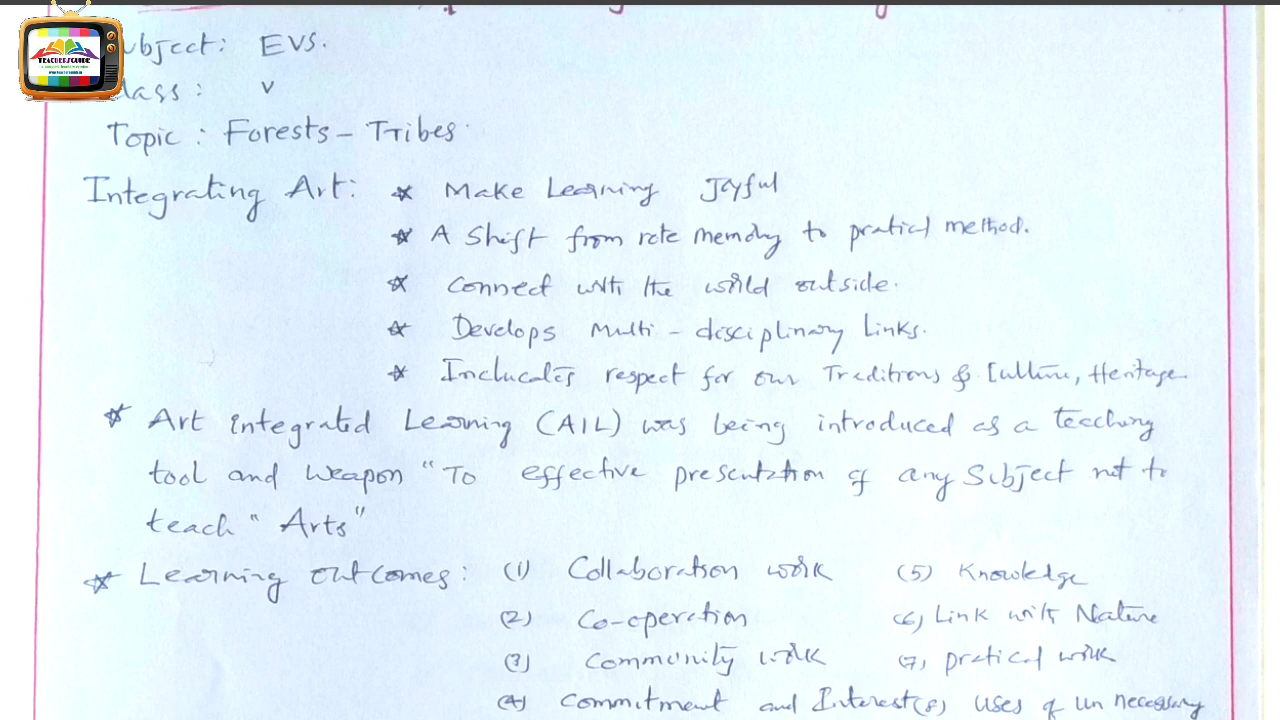 TEACHERSGUIDE
ubject: EVS.
lass: V
Topic: Forests - Tribes.
Integrating Art: * Make Learning Joyful
* A Shift from rote memory to pratical method.
* Connect with the world outside.
* Develops Multi - disciplinary Links.
* Inclucates respect for our Traditions & Culture, Heritage
* Art integrated Learning (AIL) was being introduced as a teaching
tool and weapon "To effective presentation of any Subject not to
teach "Arts"
* Learning outcomes: (1) Collaboration work (5) Knowledge
(2) Co-operation (6) Link with Nature
(3) Community work (7) Pratical work
(4) Commitment and Interest (8) uses of un necessary